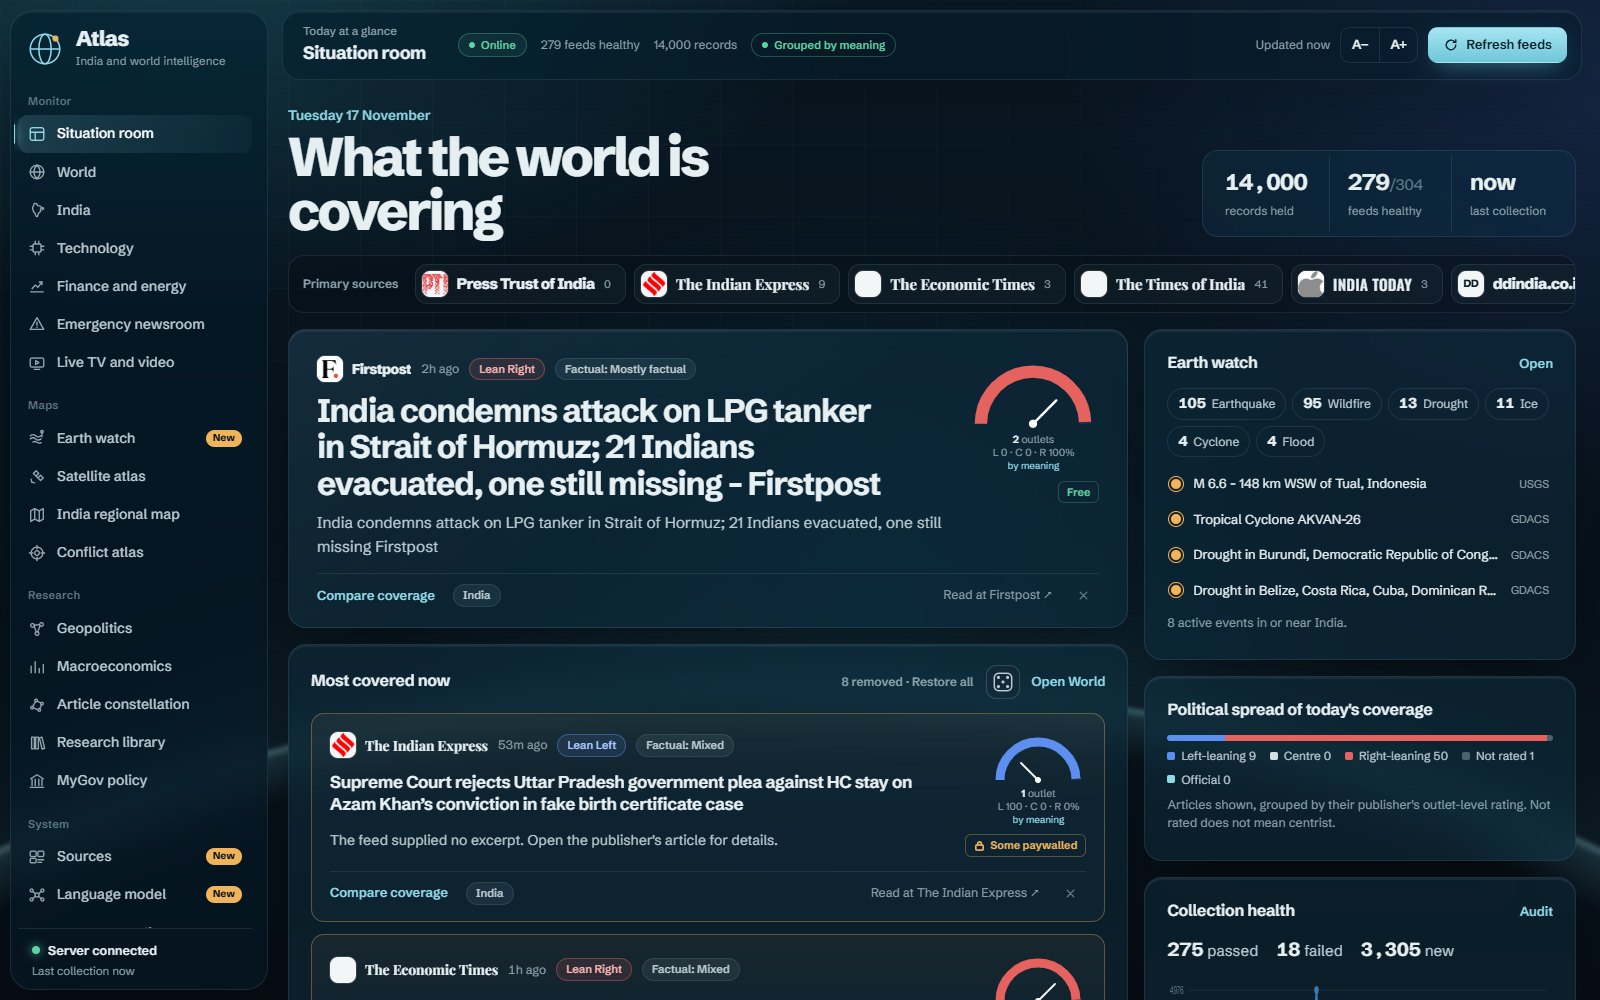 Atlas
India and world intelligence
Monitor
Situation room
World
India
Technology
Finance and energy
Emergency newsroom
Live TV and video
Maps
Earth watch New
Satellite atlas
India regional map
Conflict atlas
Research
Geopolitics
Macroeconomics
Article constellation
Research library
MyGov policy
System
Sources New
Language model New
Server connected
Last collection now
Today at a glance
Situation room
Online 279 feeds healthy 14,000 records Grouped by meaning
Updated now A− A+ Refresh feeds
Tuesday 17 November
What the world is
covering
14,000 279/304 now
records held feeds healthy last collection
Primary sources PTI Press Trust of India 0 The Indian Express 9 The Economic Times 3 The Times of India 41 INDIA TODAY 3 DD ddindia.co.i
F. Firstpost 2h ago Lean Right Factual: Mostly factual
India condemns attack on LPG tanker
in Strait of Hormuz; 21 Indians
evacuated, one still missing - Firstpost
India condemns attack on LPG tanker in Strait of Hormuz; 21 Indians evacuated, one still
missing Firstpost
2 outlets
L 0 · C 0 · R 100%
by meaning
Free
Compare coverage India Read at Firstpost ↗ ×
Most covered now 8 removed · Restore all Open World
The Indian Express 53m ago Lean Left Factual: Mixed
Supreme Court rejects Uttar Pradesh government plea against HC stay on
Azam Khan's conviction in fake birth certificate case
The feed supplied no excerpt. Open the publisher's article for details.
1 outlet
L 100 · C 0 · R 0%
by meaning
Some paywalled
Compare coverage India Read at The Indian Express ↗ ×
The Economic Times 1h ago Lean Right Factual: Mixed
Earth watch Open
105 Earthquake 95 Wildfire 13 Drought 11 Ice
4 Cyclone 4 Flood
M 6.6 - 148 km WSW of Tual, Indonesia USGS
Tropical Cyclone AKVAN-26 GDACS
Drought in Burundi, Democratic Republic of Cong... GDACS
Drought in Belize, Costa Rica, Cuba, Dominican R... GDACS
8 active events in or near India.
Political spread of today's coverage
Left-leaning 9 Centre 0 Right-leaning 50 Not rated 1
Official 0
Articles shown, grouped by their publisher's outlet-level rating. Not
rated does not mean centrist.
Collection health Audit
275 passed 18 failed 3,305 new
4976